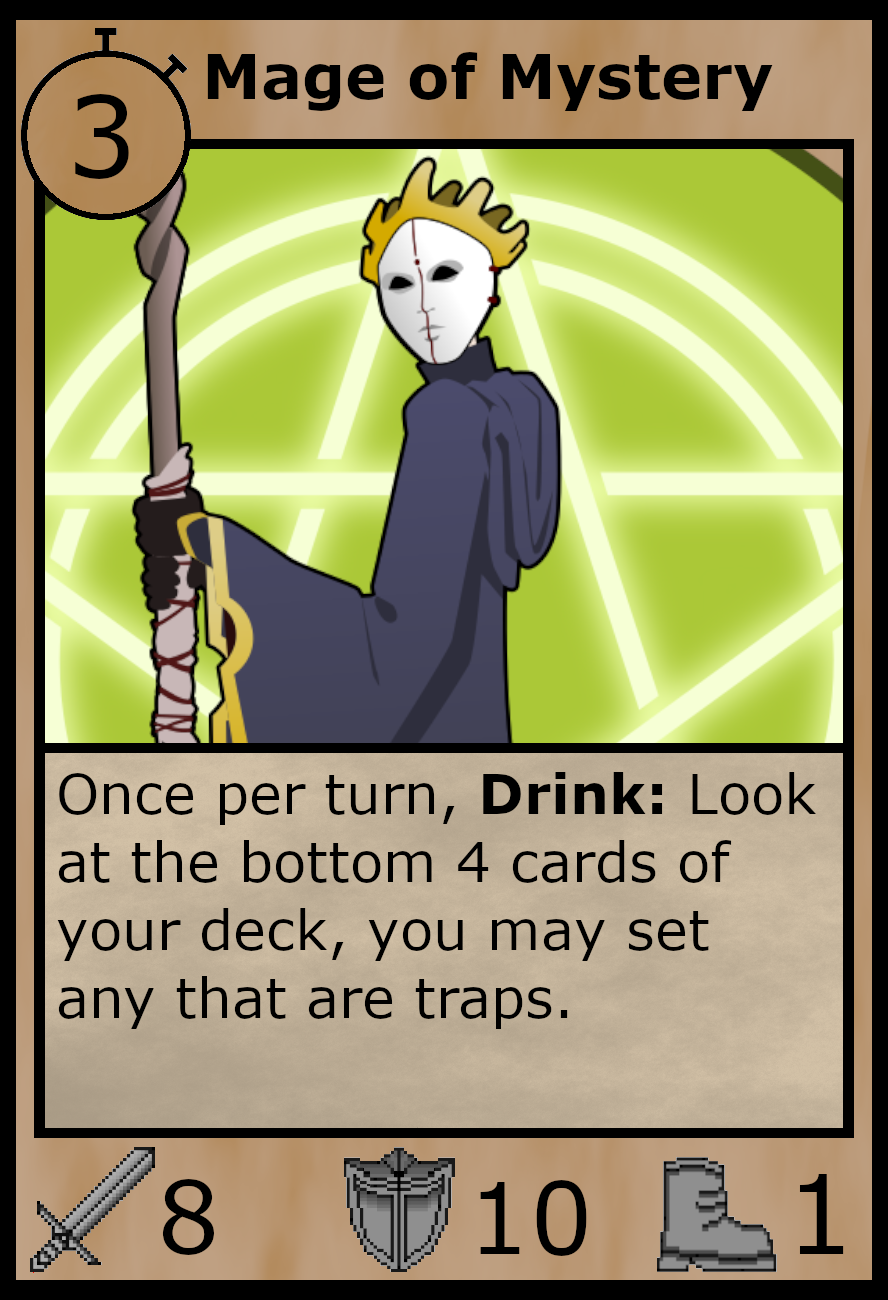 3
Mage of Mystery
Once per turn, Drink: Look
at the bottom 4 cards of
your deck, you may set
any that are traps.
8 10 1